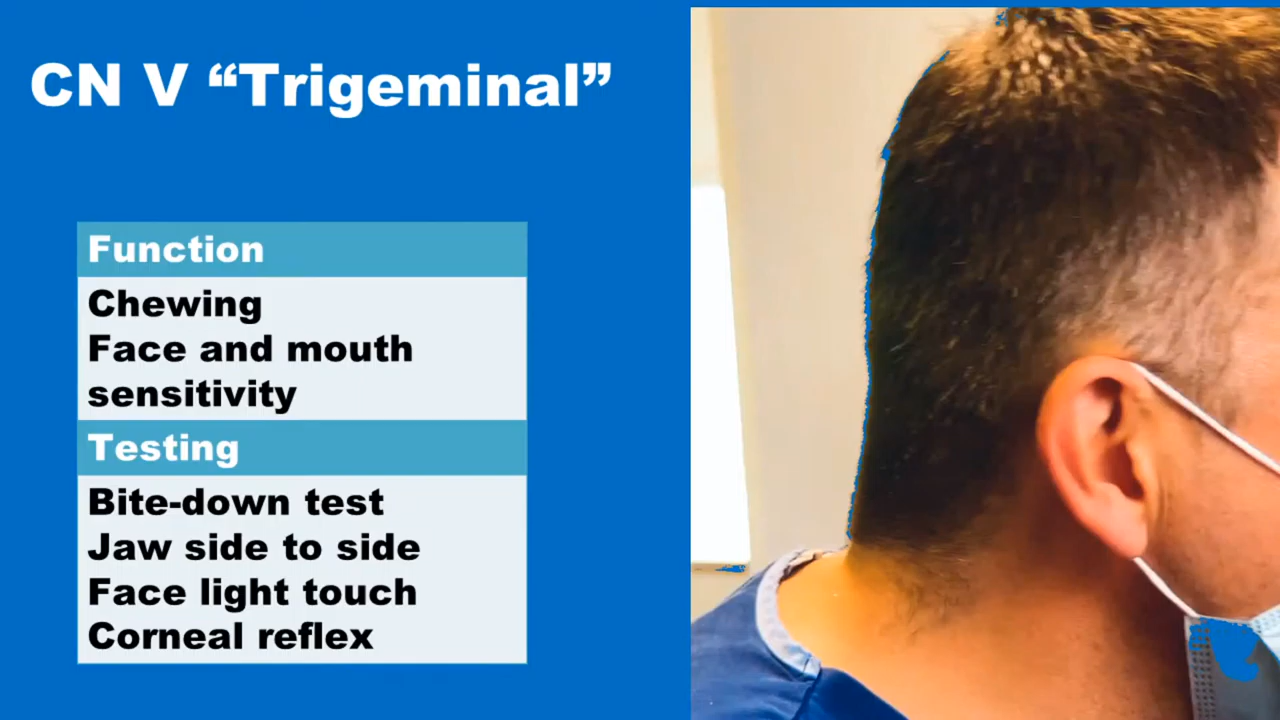 CN V “Trigeminal”
Function
Chewing
Face and mouth
sensitivity
Testing
Bite-down test
Jaw side to side
Face light touch
Corneal reflex